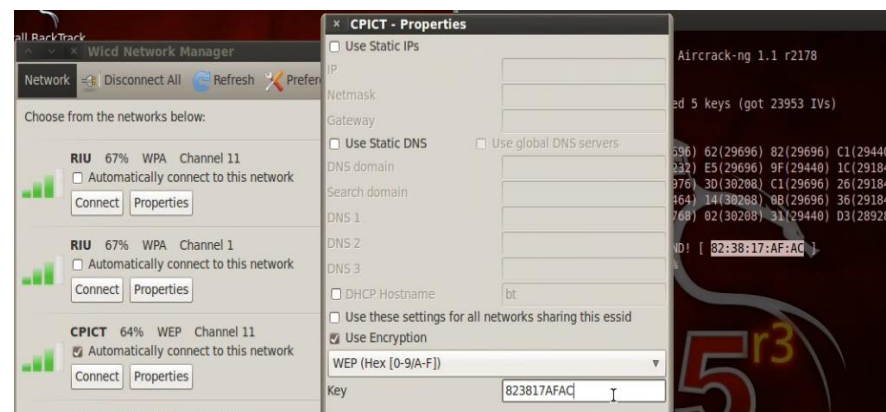 all BackTrack
Wicd Network Manager
Network
Disconnect All
Refresh
Prefer
Choose from the networks below:
RIU 67% WPA Channel 11
Automatically connect to this network
Connect
Properties
RIU 67% WPA Channel 1
Automatically connect to this network
Connect
Properties
CPICT 64% WEP Channel 11
Automatically connect to this network
Connect
Properties
CPICT - Properties
Use Static IPs
IP
Netmask
Gateway
Use Static DNS
Use global DNS servers
DNS domain
Search domain
DNS 1
DNS 2
DNS 3
DHCP Hostname
bt
Use these settings for all networks sharing this essid
Use Encryption
WEP (Hex [0-9/A-F])
Key
823817AFAC
Aircrack-ng 1.1 r2178
ed 5 keys (got 23953 IVs)
696) 62(29696) 82(29696) C1(29440
232) E5(29696) 9F(29440) 1C(29184
976) 3D(30208) C1(29696) 26(29184
464) 14(30208) 0B(29696) 36(29184
768) 02(30208) 31(29440) D3(28928
ND! [ 82:38:17:AF:AC ]
%
5 r3